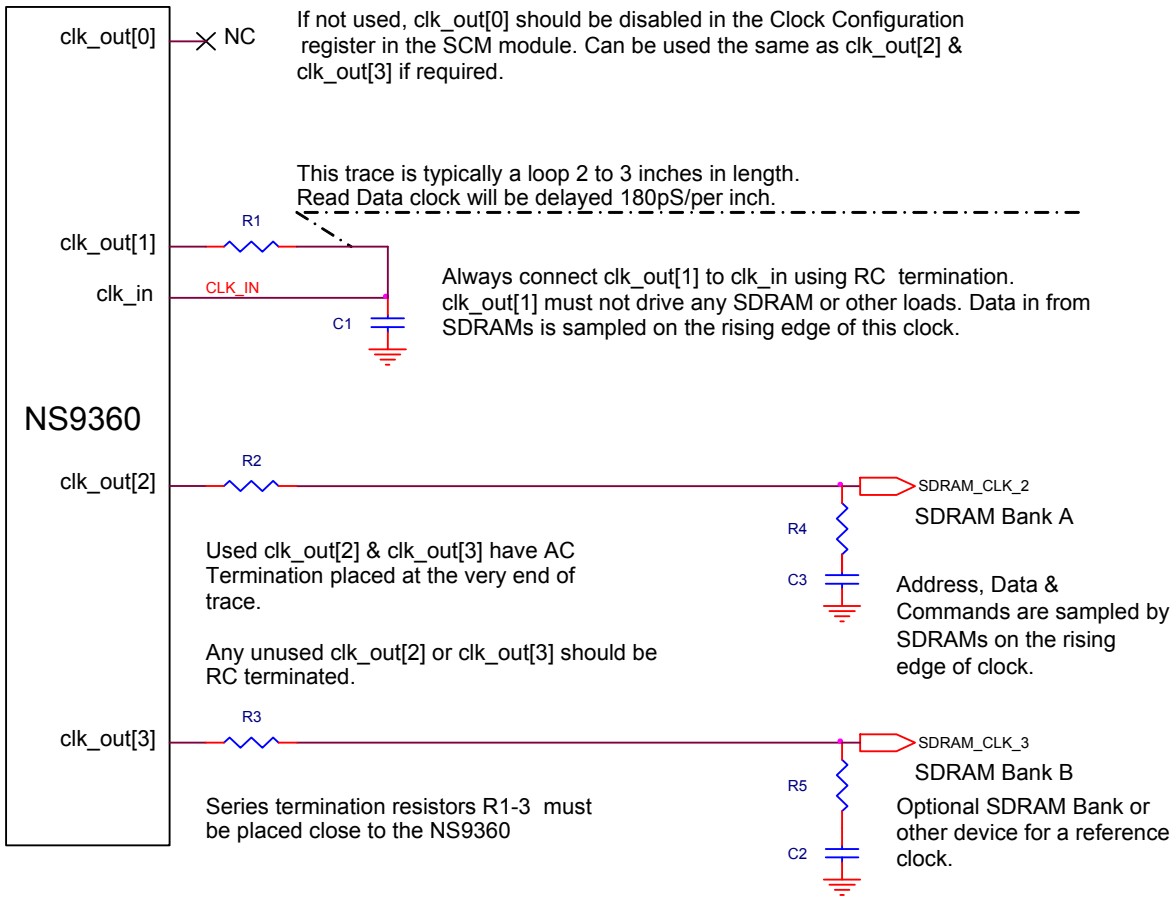 clk_out[0]
NC
If not used, clk_out[0] should be disabled in the Clock Configuration
register in the SCM module. Can be used the same as clk_out[2] &
clk_out[3] if required.
This trace is typically a loop 2 to 3 inches in length.
Read Data clock will be delayed 180pS/per inch.
R1
clk_out[1]
clk_in
CLK_IN
C1
Always connect clk_out[1] to clk_in using RC termination.
clk_out[1] must not drive any SDRAM or other loads. Data in from
SDRAMs is sampled on the rising edge of this clock.
NS9360
R2
clk_out[2]
SDRAM_CLK_2
SDRAM Bank A
R4
C3
Used clk_out[2] & clk_out[3] have AC
Termination placed at the very end of
trace.
Address, Data &
Commands are sampled by
SDRAMs on the rising
edge of clock.
Any unused clk_out[2] or clk_out[3] should be
RC terminated.
R3
clk_out[3]
SDRAM_CLK_3
SDRAM Bank B
R5
C2
Series termination resistors R1-3 must
be placed close to the NS9360
Optional SDRAM Bank or
other device for a reference
clock.